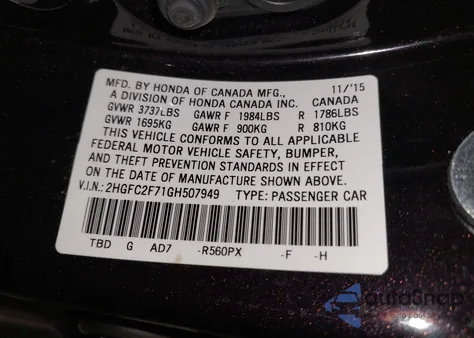 MFD. BY HONDA OF CANADA MFG., 11/'15
A DIVISION OF HONDA CANADA INC. CANADA
GVWR 3737LBS GAWR F 1984LBS R 1786LBS
GVWR 1695KG GAWR F 900KG R 810KG
THIS VEHICLE CONFORMS TO ALL APPLICABLE
FEDERAL MOTOR VEHICLE SAFETY, BUMPER,
AND THEFT PREVENTION STANDARDS IN EFFECT
ON THE DATE OF MANUFACTURE SHOWN ABOVE.
V.I.N.: 2HGFC2F71GH507949 TYPE: PASSENGER CAR
TBD G AD7 -R560PX -F -H
autoSnap